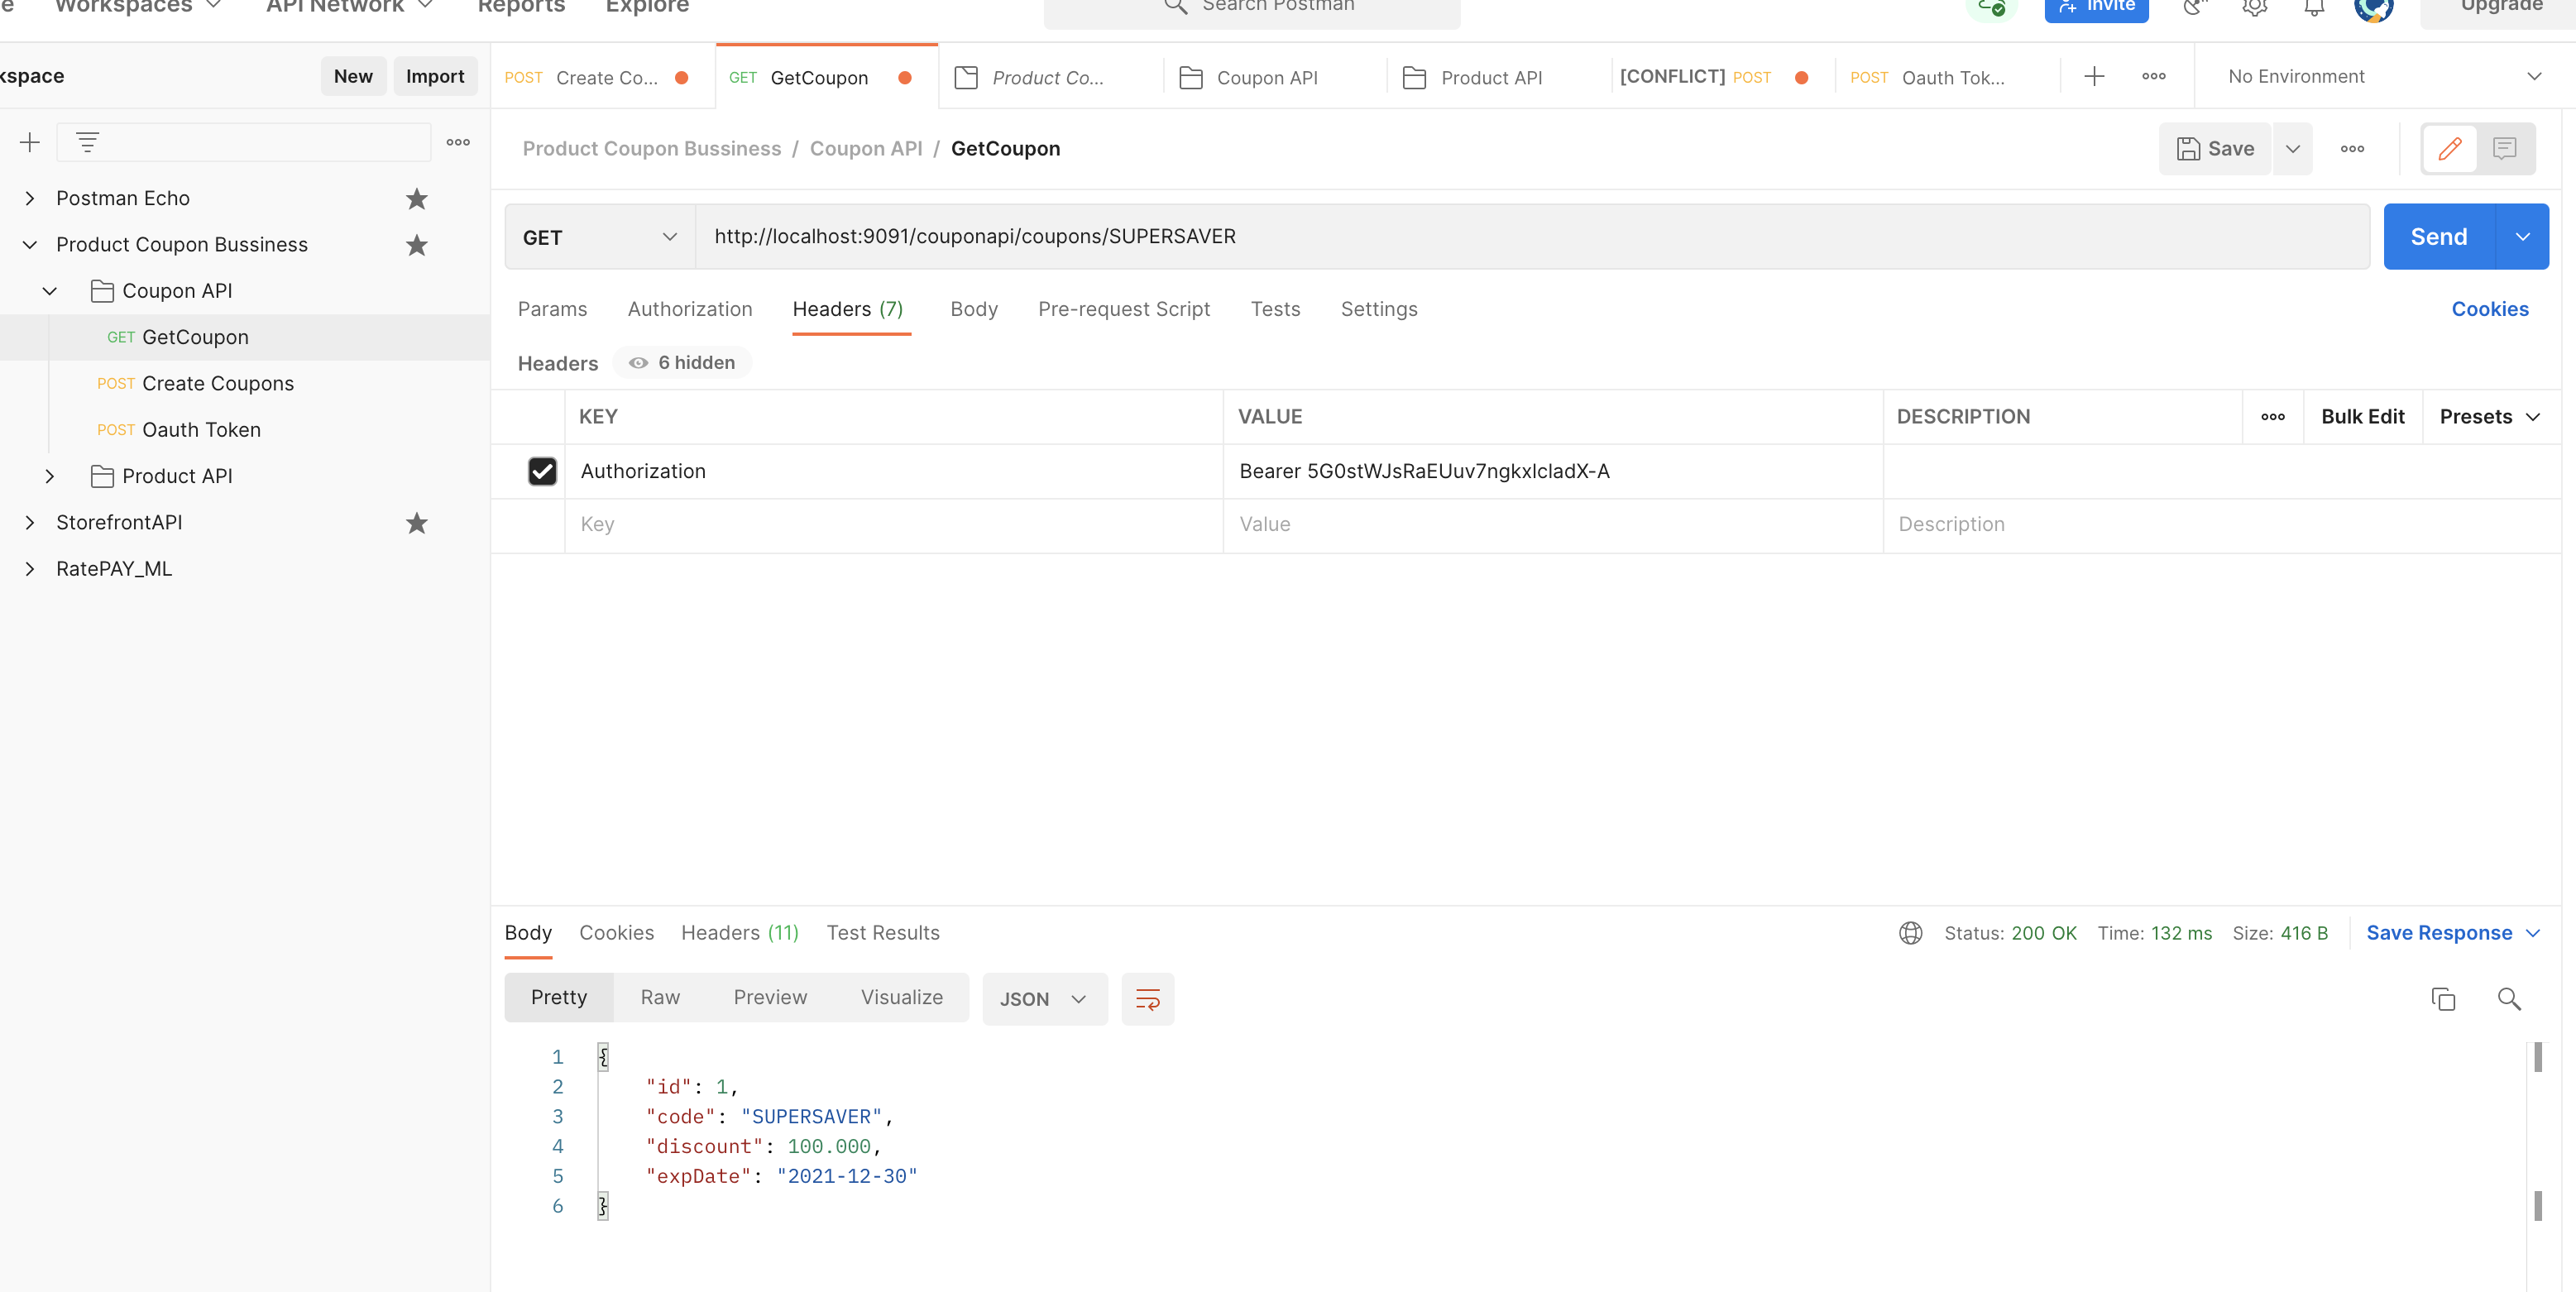 e Workspaces API Network Reports Explore Search Postman Invite Upgrade
kspace New Import POST Create Co... GET GetCoupon Product Co... Coupon API Product API [CONFLICT] POST POST Oauth Tok... No Environment
Product Coupon Bussiness / Coupon API / GetCoupon Save
Postman Echo
Product Coupon Bussiness
Coupon API
GET GetCoupon
POST Create Coupons
POST Oauth Token
Product API
StorefrontAPI
RatePAY_ML
GET http://localhost:9091/couponapi/coupons/SUPERSAVER Send
Params Authorization Headers (7) Body Pre-request Script Tests Settings Cookies
Headers 6 hidden
KEY VALUE DESCRIPTION Bulk Edit Presets
Authorization Bearer 5G0stWJsRaEUuv7ngkxlcladX-A
Key Value Description
Body Cookies Headers (11) Test Results Status: 200 OK Time: 132 ms Size: 416 B Save Response
Pretty Raw Preview Visualize JSON
1 {
2 "id": 1,
3 "code": "SUPERSAVER",
4 "discount": 100.000,
5 "expDate": "2021-12-30"
6 }